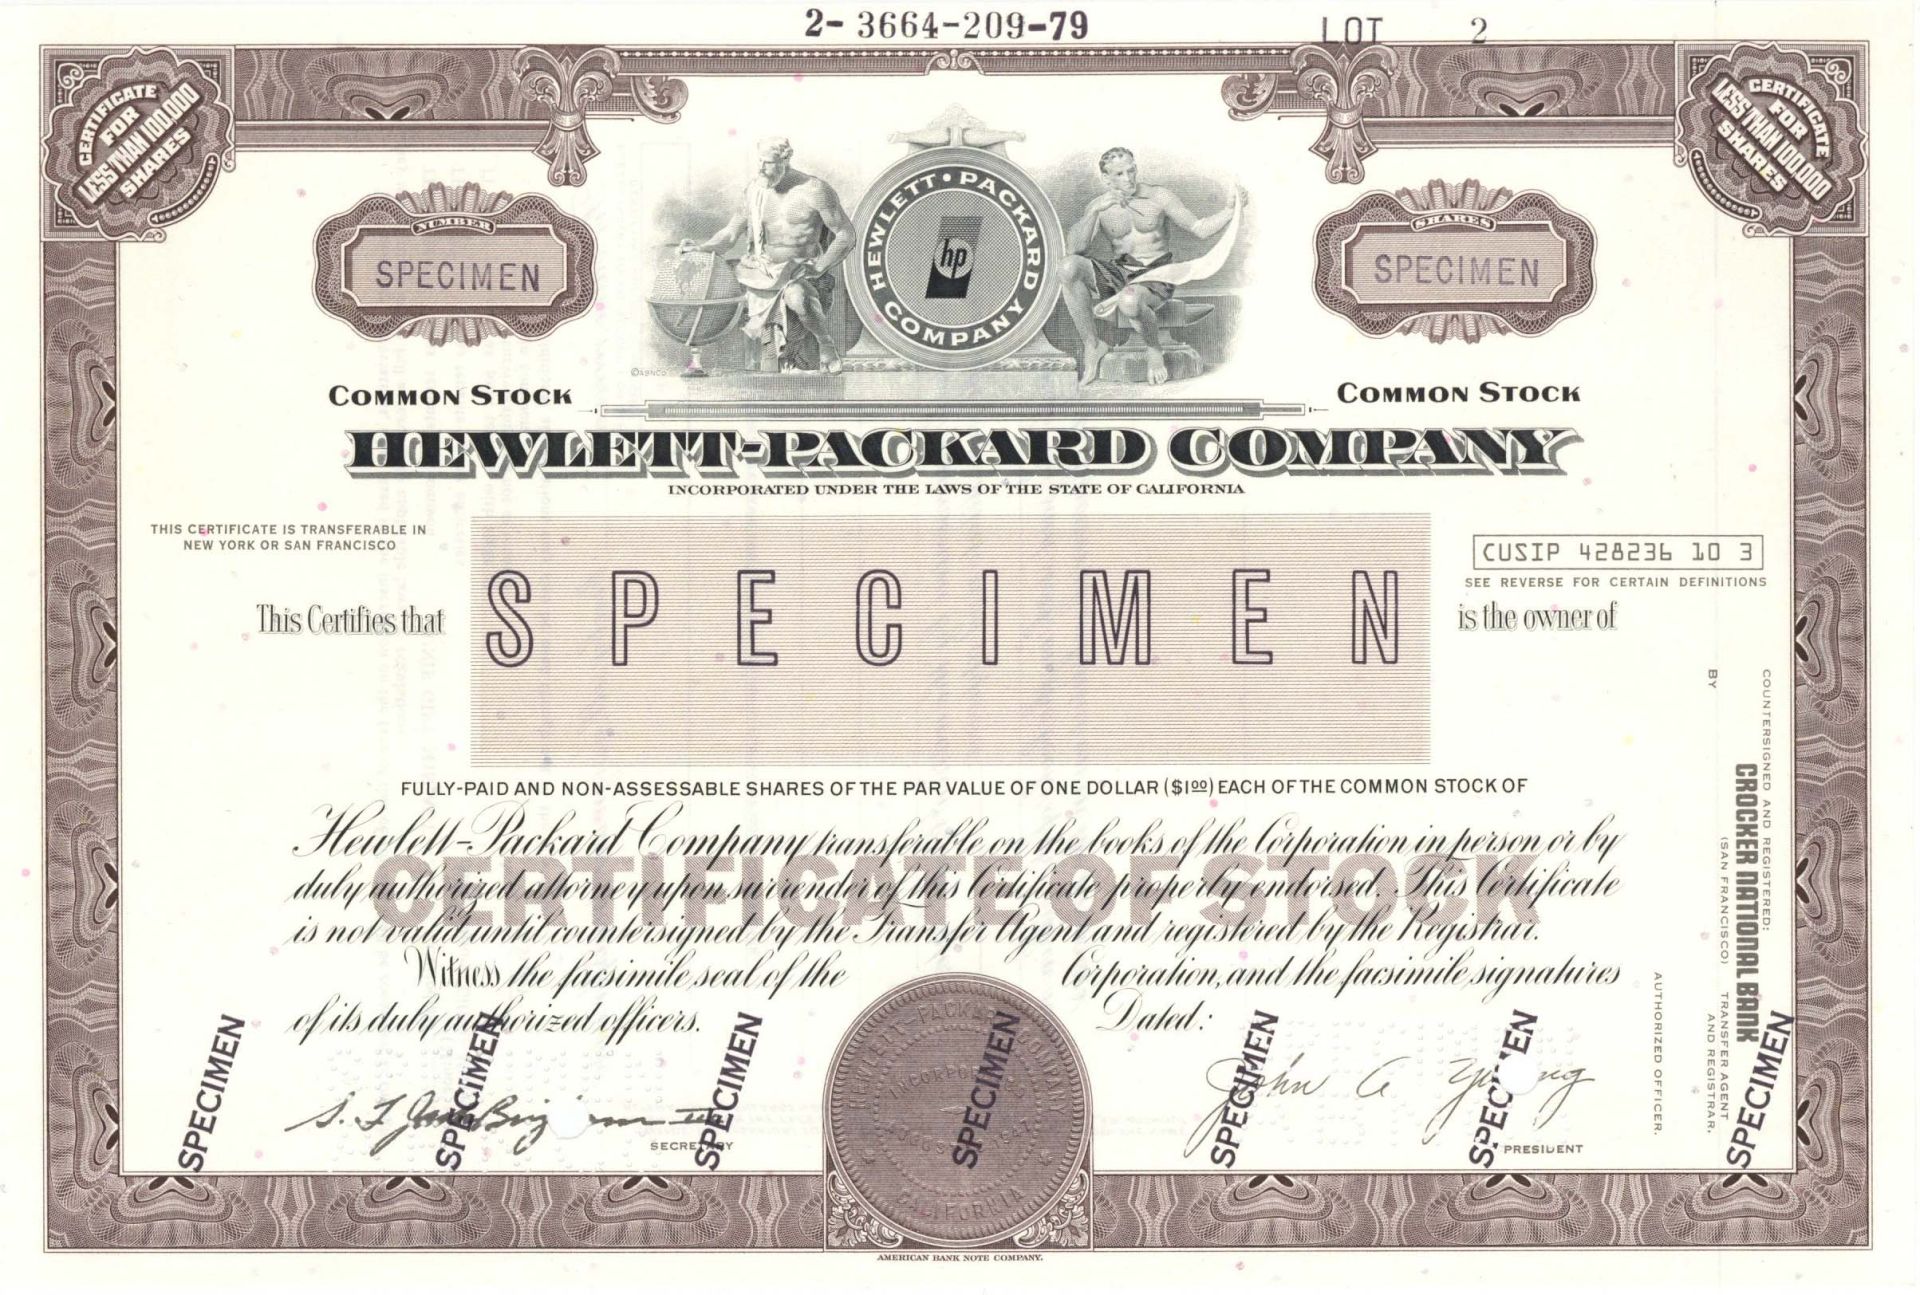 2- 3664-209-79
LOT 2
CERTIFICATE
FOR
LESS THAN 100,000
SHARES
CERTIFICATE
FOR
LESS THAN 100,000
SHARES
NUMBER
SPECIMEN
HEWLETT • PACKARD
COMPANY
hp
SHARES
SPECIMEN
©ABNCO
COMMON STOCK
COMMON STOCK
HEWLETT-PACKARD COMPANY
INCORPORATED UNDER THE LAWS OF THE STATE OF CALIFORNIA
THIS CERTIFICATE IS TRANSFERABLE IN
NEW YORK OR SAN FRANCISCO
CUSIP 428236 10 3
SEE REVERSE FOR CERTAIN DEFINITIONS
This Certifies that
SPECIMEN
is the owner of
FULLY-PAID AND NON-ASSESSABLE SHARES OF THE PAR VALUE OF ONE DOLLAR ($1.00) EACH OF THE COMMON STOCK OF
Hewlett-Packard Company transferable on the books of the Corporation in person or by
duly authorized attorney upon surrender of this Certificate properly endorsed. This Certificate
is not valid until countersigned by the Transfer Agent and registered by the Registrar.
CERTIFICATE OF STOCK
Witness the facsimile seal of the Corporation, and the facsimile signatures
of its duly authorized officers.
Dated:
SPECIMEN
SPECIMEN
SPECIMEN
SPECIMEN
SPECIMEN
SPECIMEN
SPECIMEN
SECRETARY
HEWLETT-PACKARD COMPANY
INCORPORATED
CALIFORNIA
John A Young
PRESIDENT
COUNTERSIGNED AND REGISTERED:
CROCKER NATIONAL BANK
(SAN FRANCISCO) TRANSFER AGENT
AND REGISTRAR.
BY
AUTHORIZED OFFICER.
AMERICAN BANK NOTE COMPANY.